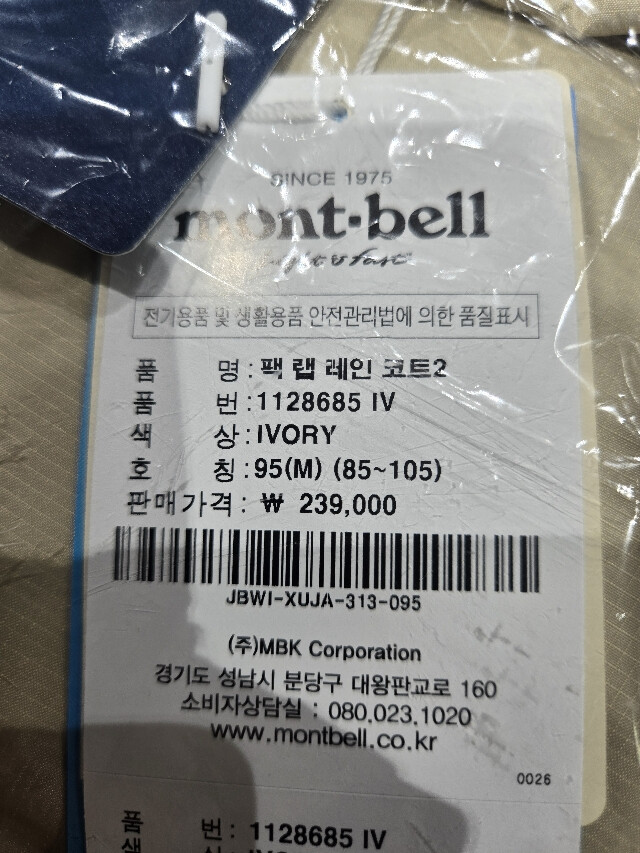 SINCE 1975
mont·bell
light & fast
전기용품 및 생활용품 안전관리법에 의한 품질표시
품 명 : 팩 랩 레인 코트2
품 번 : 1128685 IV
색 상 : IVORY
호 칭 : 95(M) (85~105)
판매가격 : ₩ 239,000
JBWI-XUJA-313-095
(주)MBK Corporation
경기도 성남시 분당구 대왕판교로 160
소비자상담실 : 080.023.1020
www.montbell.co.kr
0026
품 번 : 1128685 IV
색